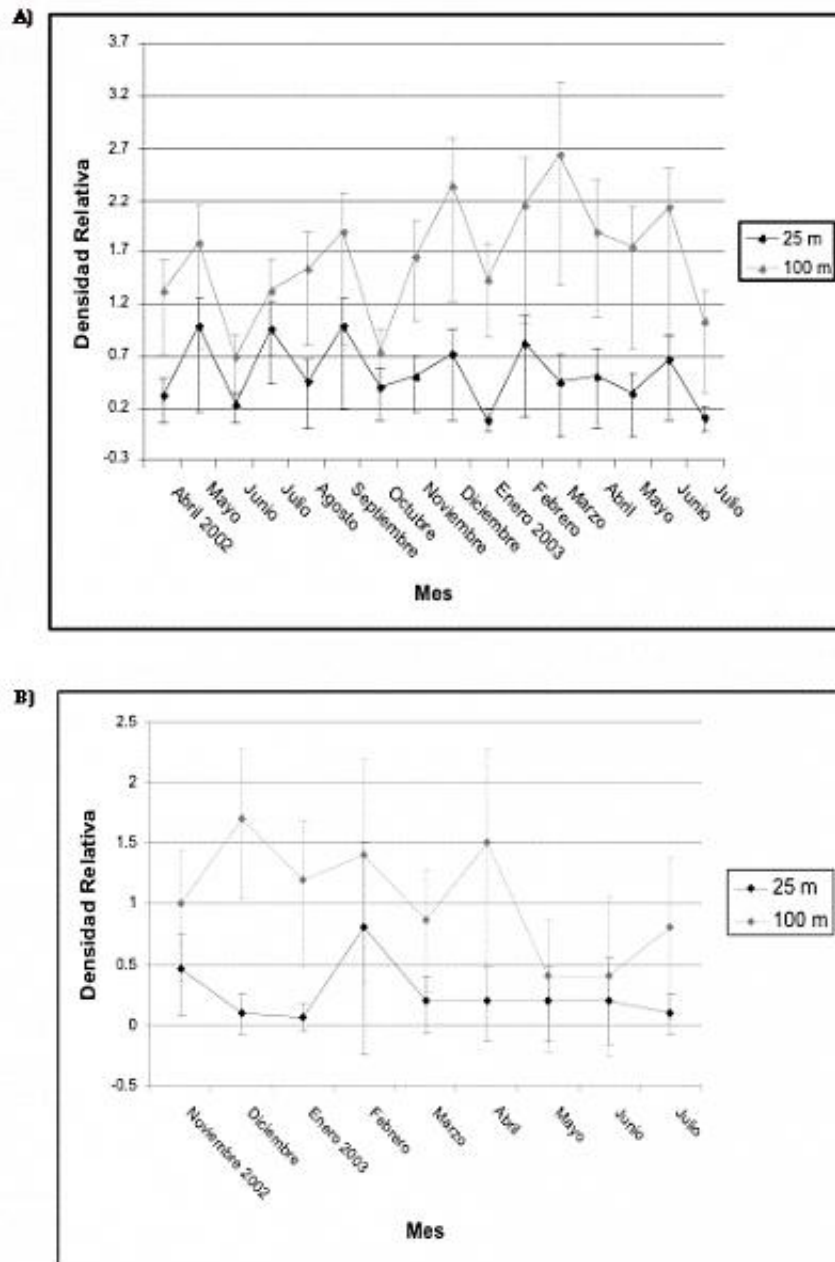 A)
3.7
3.2
2.7
2.2
1.7
1.2
0.7
0.2
-0.3
Densidad Relativa
Abril 2002
Mayo
Junio
Julio
Agosto
Septiembre
Octubre
Noviembre
Diciembre
Enero 2003
Febrero
Marzo
Abril
Mayo
Junio
Julio
Mes
25 m
100 m
B)
2.5
2
1.5
1
0.5
0
-0.5
Densidad Relativa
Noviembre 2002
Diciembre
Enero 2003
Febrero
Marzo
Abril
Mayo
Junio
Julio
Mes
25 m
100 m